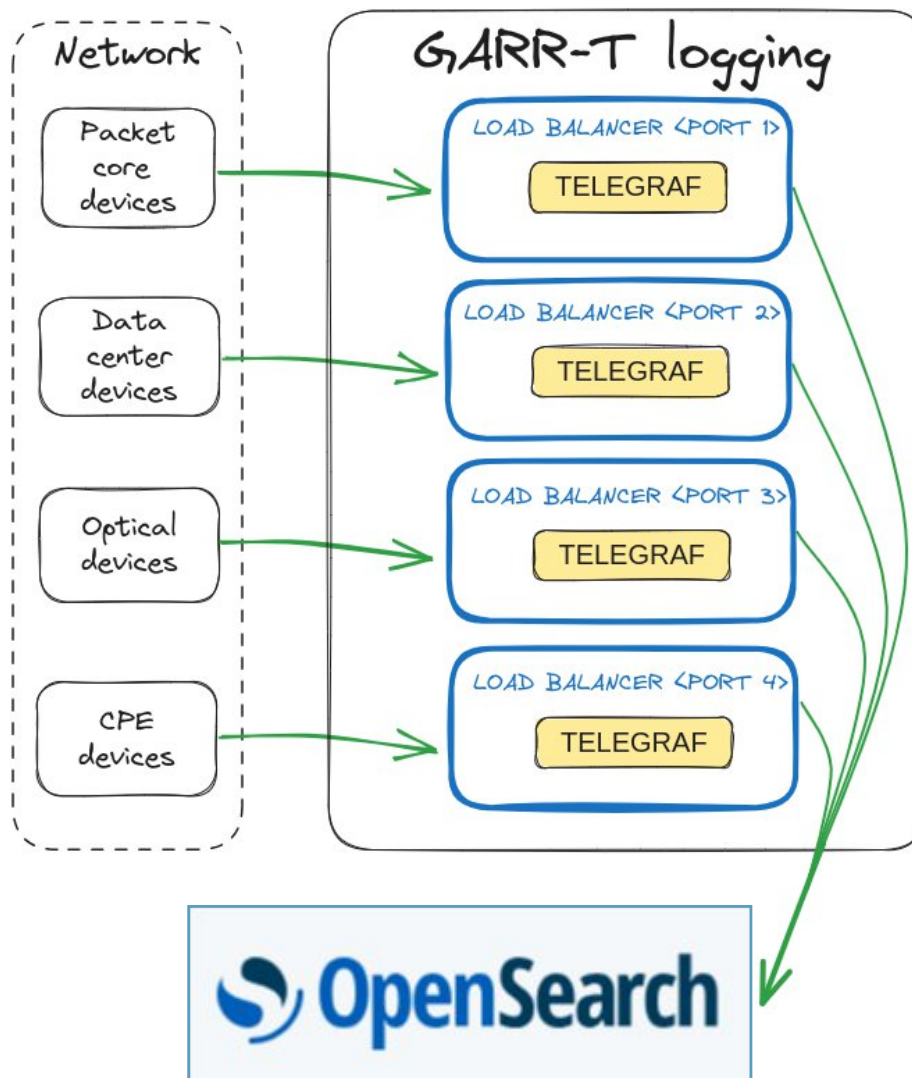 Network
Packet
core
devices
Data
center
devices
Optical
devices
CPE
devices
GARR-T logging
LOAD BALANCER <PORT 1>
TELEGRAF
LOAD BALANCER <PORT 2>
TELEGRAF
LOAD BALANCER <PORT 3>
TELEGRAF
LOAD BALANCER <PORT 4>
TELEGRAF
OpenSearch